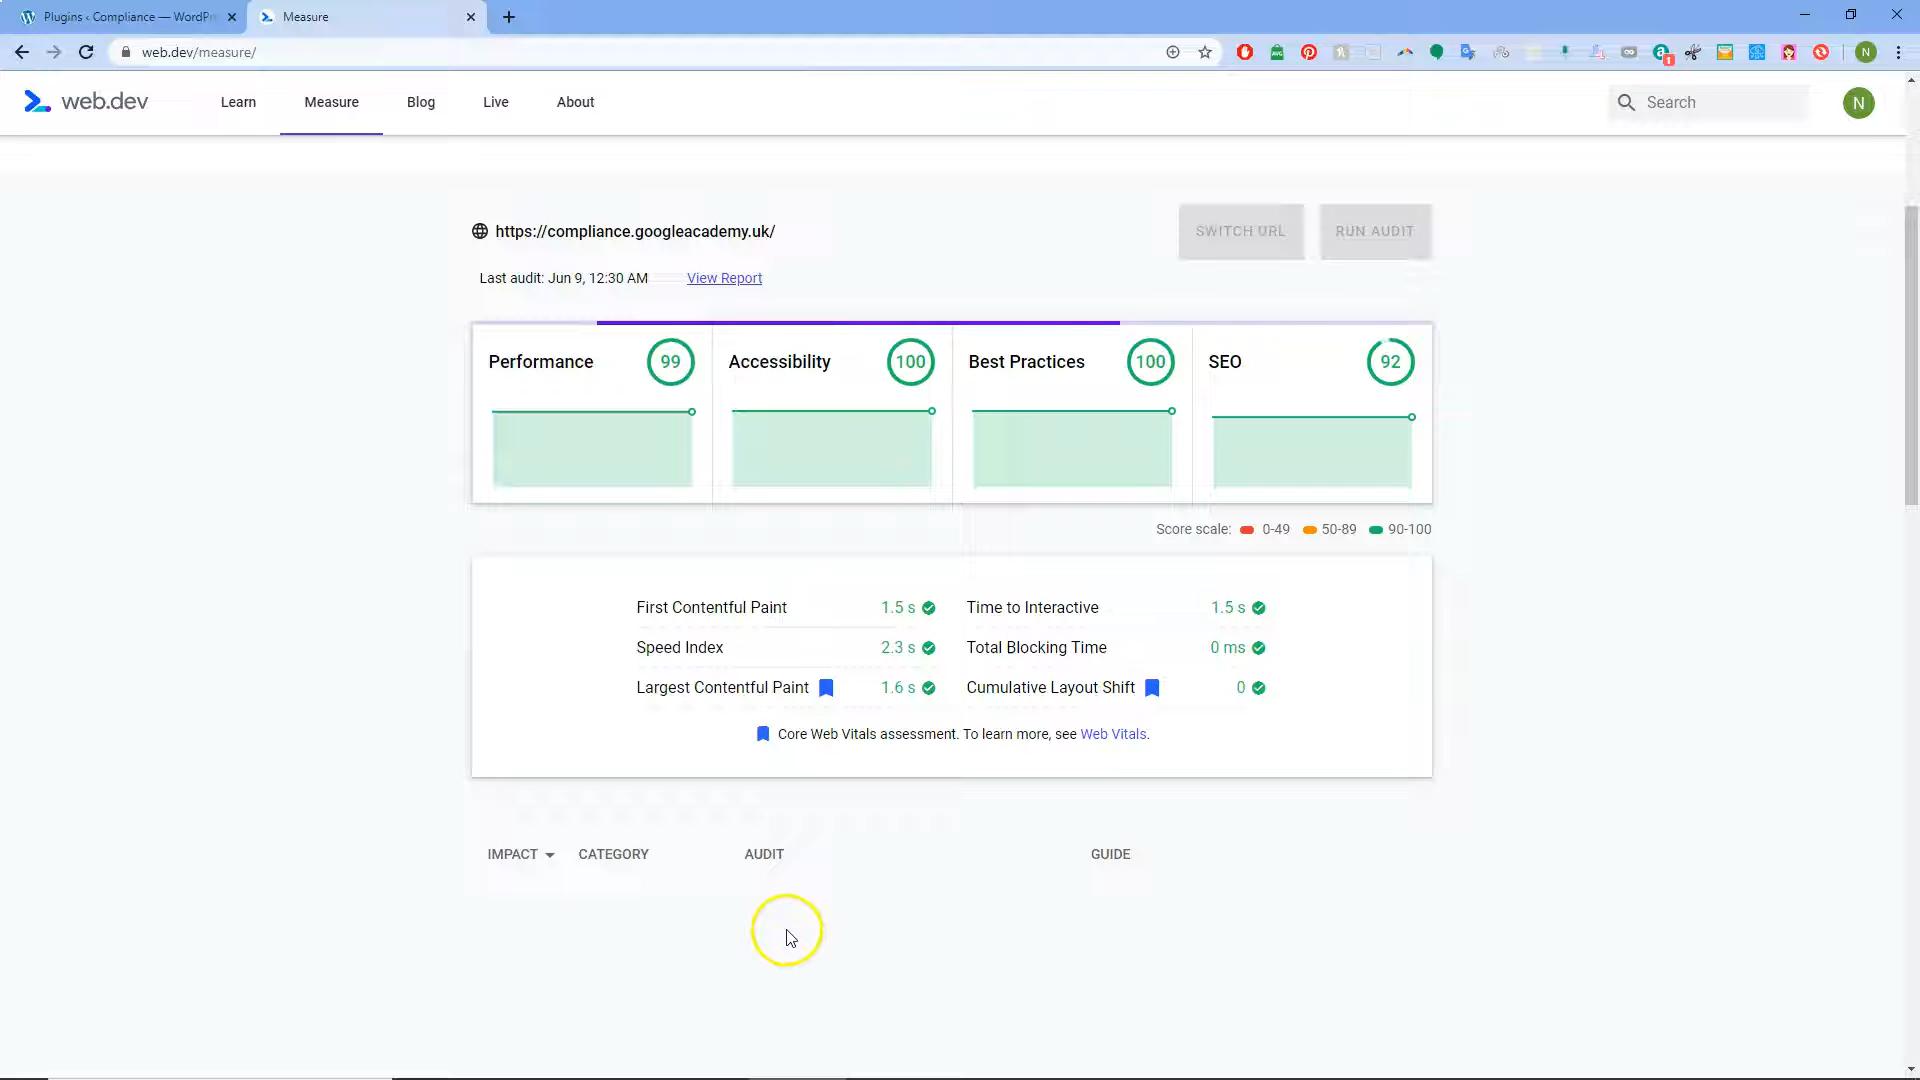 Plugins ‹ Compliance — WordPr
Measure
web.dev/measure/
1
N
web.dev
Learn
Measure
Blog
Live
About
Search
N
https://compliance.googleacademy.uk/
SWITCH URL
RUN AUDIT
Last audit: Jun 9, 12:30 AM
View Report
Performance 99
Accessibility 100
Best Practices 100
SEO 92
Score scale: 0-49 50-89 90-100
First Contentful Paint 1.5 s
Time to Interactive 1.5 s
Speed Index 2.3 s
Total Blocking Time 0 ms
Largest Contentful Paint 1.6 s
Cumulative Layout Shift 0
Core Web Vitals assessment. To learn more, see Web Vitals.
IMPACT CATEGORY AUDIT GUIDE